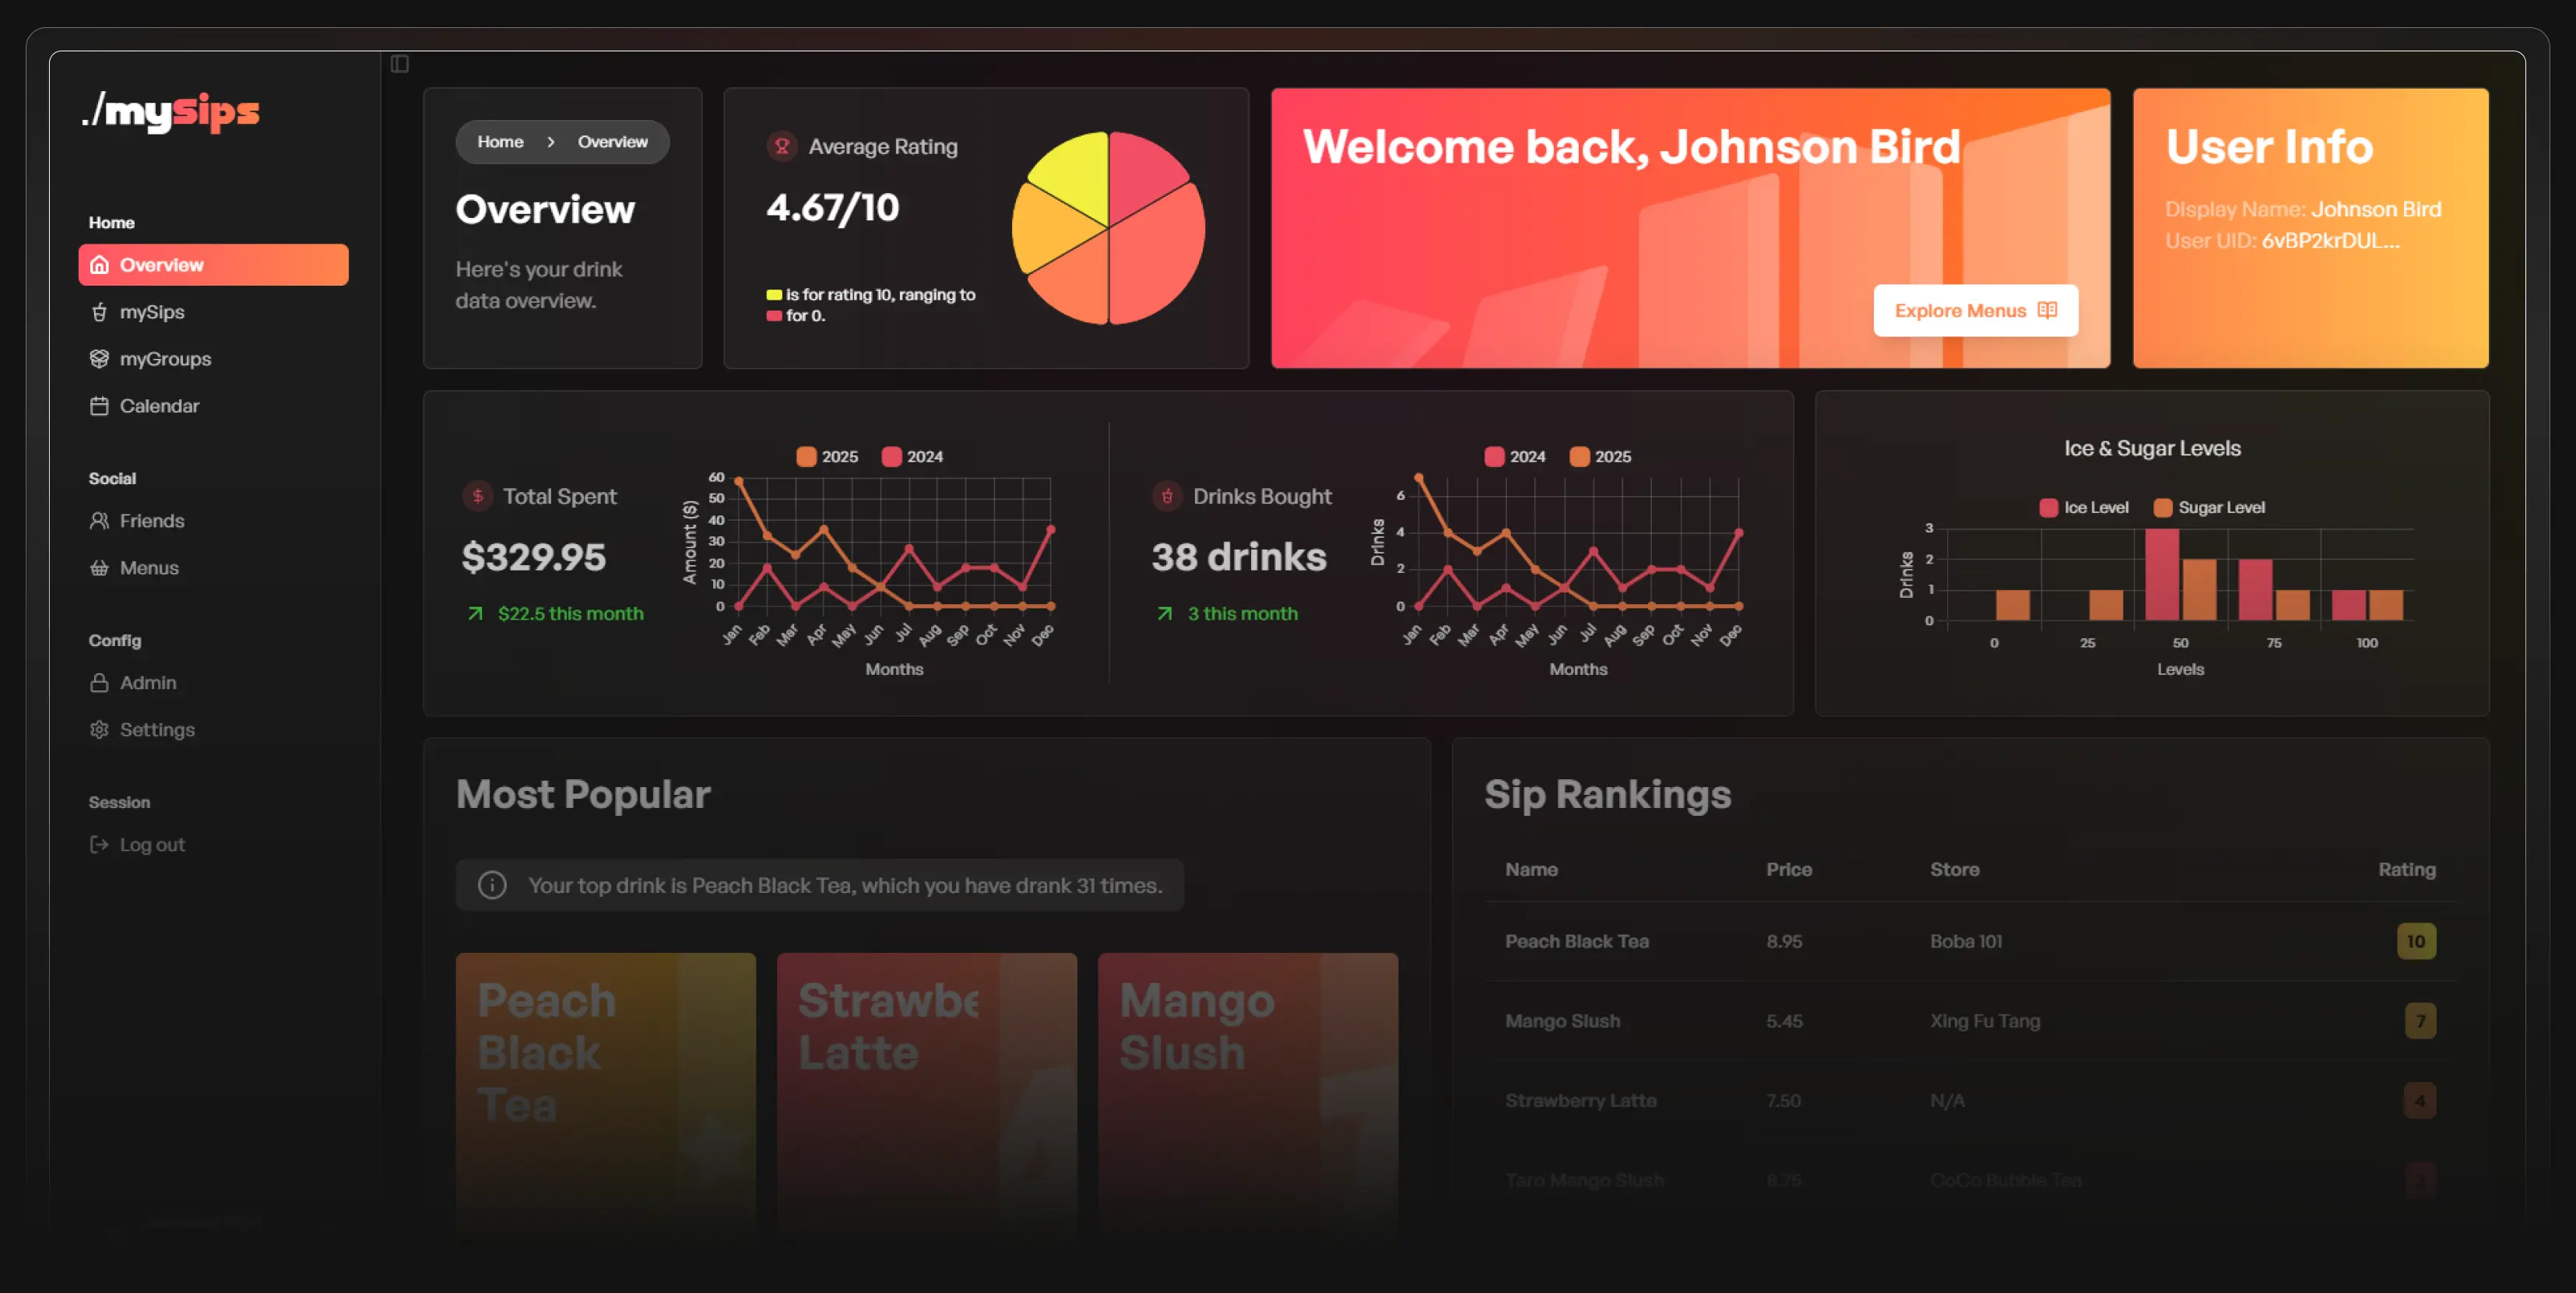 ./mysips
Home
Overview
mySips
myGroups
Calendar
Social
Friends
Menus
Config
Admin
Settings
Session
Log out
Home > Overview
Overview
Here's your drink
data overview.
Average Rating
4.67/10
is for rating 10, ranging to
for 0.
Welcome back, Johnson Bird
Explore Menus
User Info
Display Name: Johnson Bird
User UID: 6vBP2krDUL...
Total Spent
$329.95
$22.5 this month
2025 2024
Amount ($)
60
50
40
30
20
10
0
Jan Feb Mar Apr May Jun Jul Aug Sep Oct Nov Dec
Months
Drinks Bought
38 drinks
3 this month
2024 2025
Drinks
6
4
2
0
Jan Feb Mar Apr May Jun Jul Aug Sep Oct Nov Dec
Months
Ice & Sugar Levels
Ice Level Sugar Level
Drinks
3
2
1
0
0 25 50 75 100
Levels
Most Popular
Your top drink is Peach Black Tea, which you have drank 31 times.
Peach
Black
Tea
Strawbe
Latte
4
Mango
Slush
7
Sip Rankings
Name Price Store Rating
Peach Black Tea 8.95 Boba 101 10
Mango Slush 5.45 Xing Fu Tang 7
Strawberry Latte 7.50 N/A 4
Taro Mango Slush 6.75 CoCo Bubble Tea